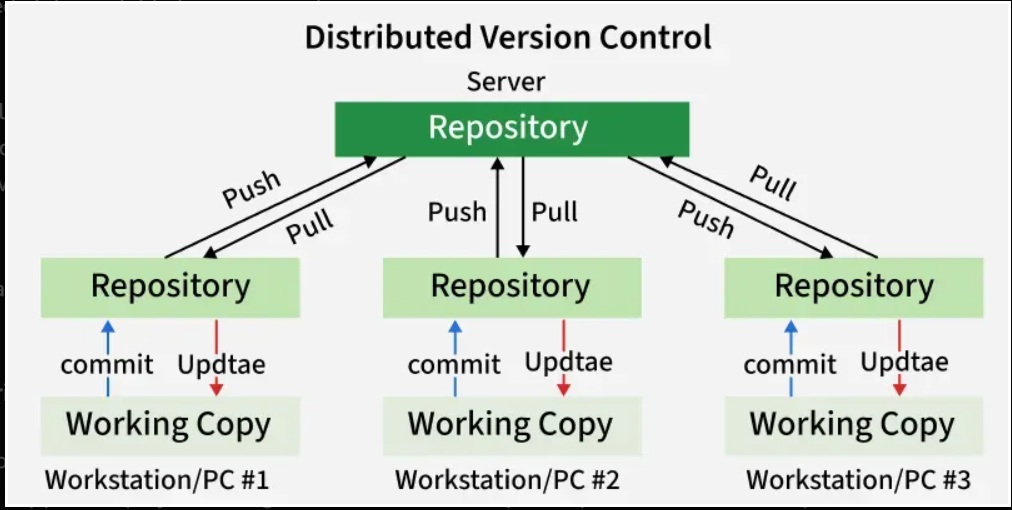 Distributed Version Control
Server
Repository
Push
Pull
Push
Pull
Push
Pull
Repository
Repository
Repository
commit
Updtae
commit
Updtae
commit
Updtae
Working Copy
Working Copy
Working Copy
Workstation/PC #1
Workstation/PC #2
Workstation/PC #3